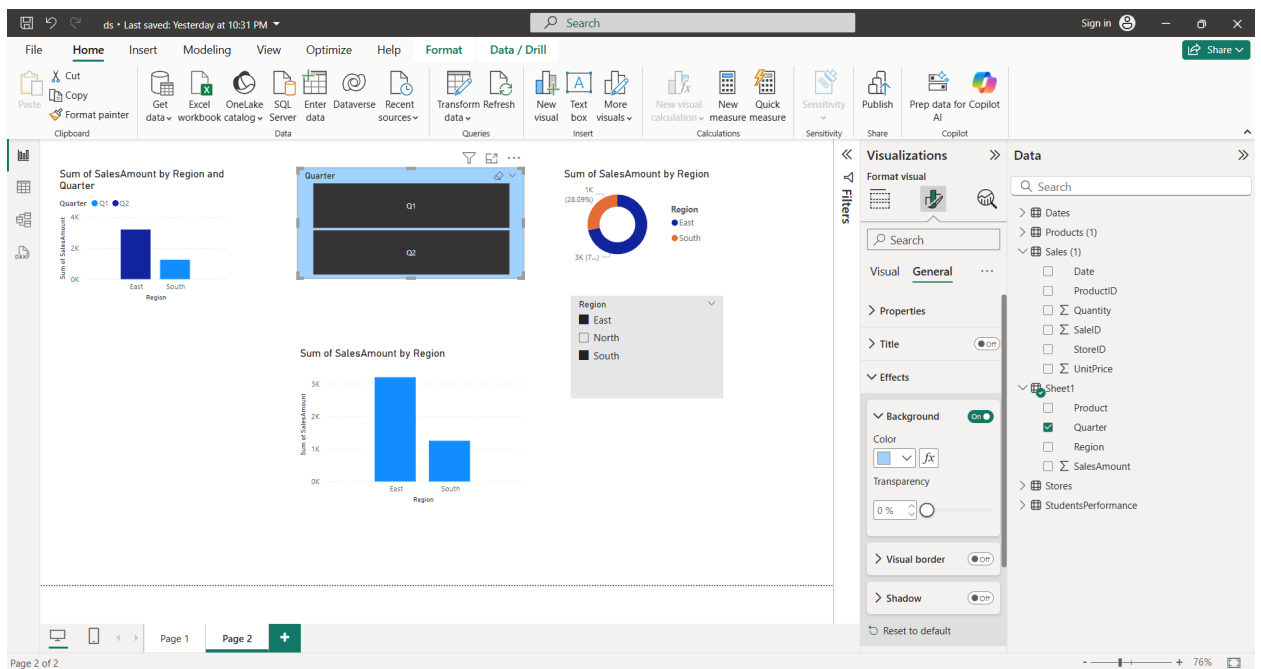 ds • Last saved: Yesterday at 10:31 PM
Search
Sign in
File Home Insert Modeling View Optimize Help Format Data / Drill
Share
Paste
Cut
Copy
Format painter
Clipboard
Get data
Excel workbook
OneLake catalog
SQL Server
Enter data
Dataverse
Recent sources
Data
Transform data
Refresh
Queries
New visual
Text box
More visuals
Insert
New visual calculation
New measure
Quick measure
Calculations
Sensitivity
Sensitivity
Publish
Share
Prep data for AI
Copilot
Copilot
DAX
Sum of SalesAmount by Region and
Quarter
Quarter Q1 Q2
4K
2K
0K
Sum of SalesAmount
East South
Region
Quarter
Q1
Q2
Sum of SalesAmount by Region
1K
(28.09%)
3K (7...)
Region
East
South
Region
East
North
South
Sum of SalesAmount by Region
3K
2K
1K
0K
Sum of SalesAmount
East South
Region
Filters
Visualizations
Format visual
Search
Visual General
Properties
Title Off
Effects
Background On
Color
fx
Transparency
0 %
Visual border Off
Shadow Off
Reset to default
Data
Search
Dates
Products (1)
Sales (1)
Date
ProductID
Quantity
SaleID
StoreID
UnitPrice
Sheet1
Product
Quarter
Region
SalesAmount
Stores
StudentsPerformance
Page 1 Page 2
Page 2 of 2
76%